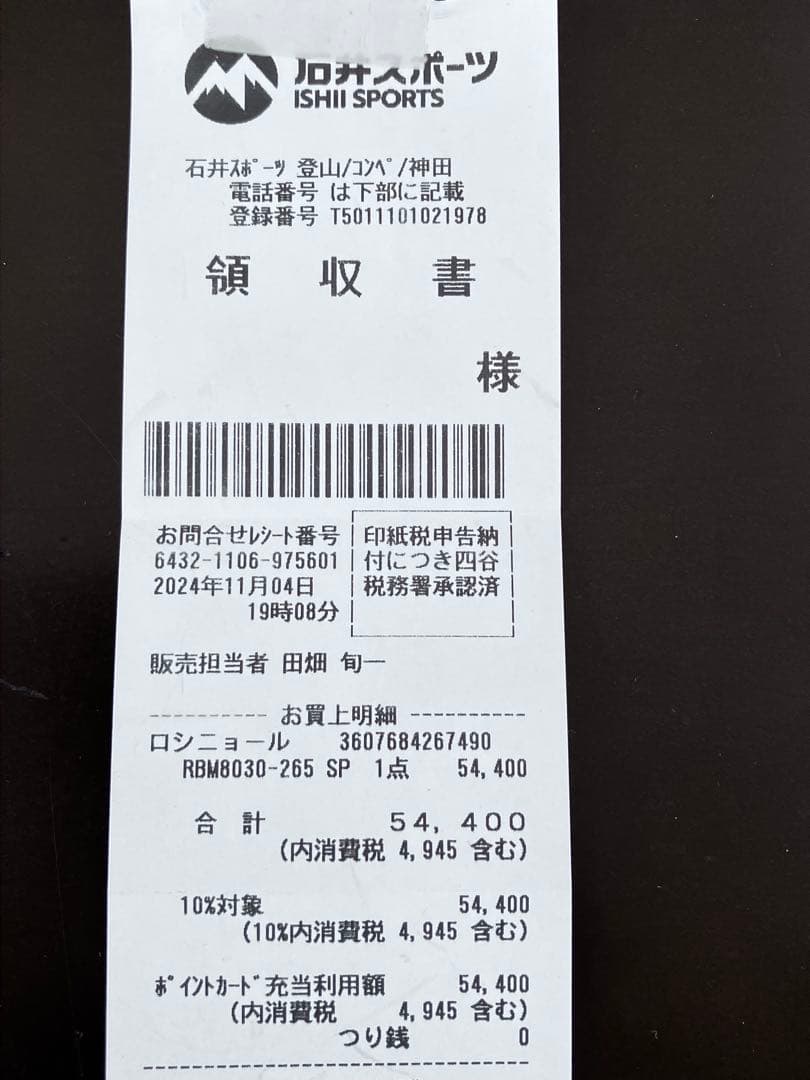 石井スポーツ
ISHII SPORTS
石井ｽﾎﾟｰﾂ 登山/ｺﾝﾍﾟ/神田
電話番号 は下部に記載
登録番号 T5011101021978
領 収 書
様
お問合せﾚｼｰﾄ番号
6432-1106-975601
2024年11月04日
19時08分
印紙税申告納
付につき四谷
税務署承認済
販売担当者 田畑 旬一
---------- お買上明細 ----------
ロシニョール 3607684267490
RBM8030-265 SP 1点 54,400
合 計 54,400
(内消費税 4,945 含む)
10%対象 54,400
(10%内消費税 4,945 含む)
ﾎﾟｲﾝﾄｶｰﾄﾞ充当利用額 54,400
(内消費税 4,945 含む)
つり銭 0